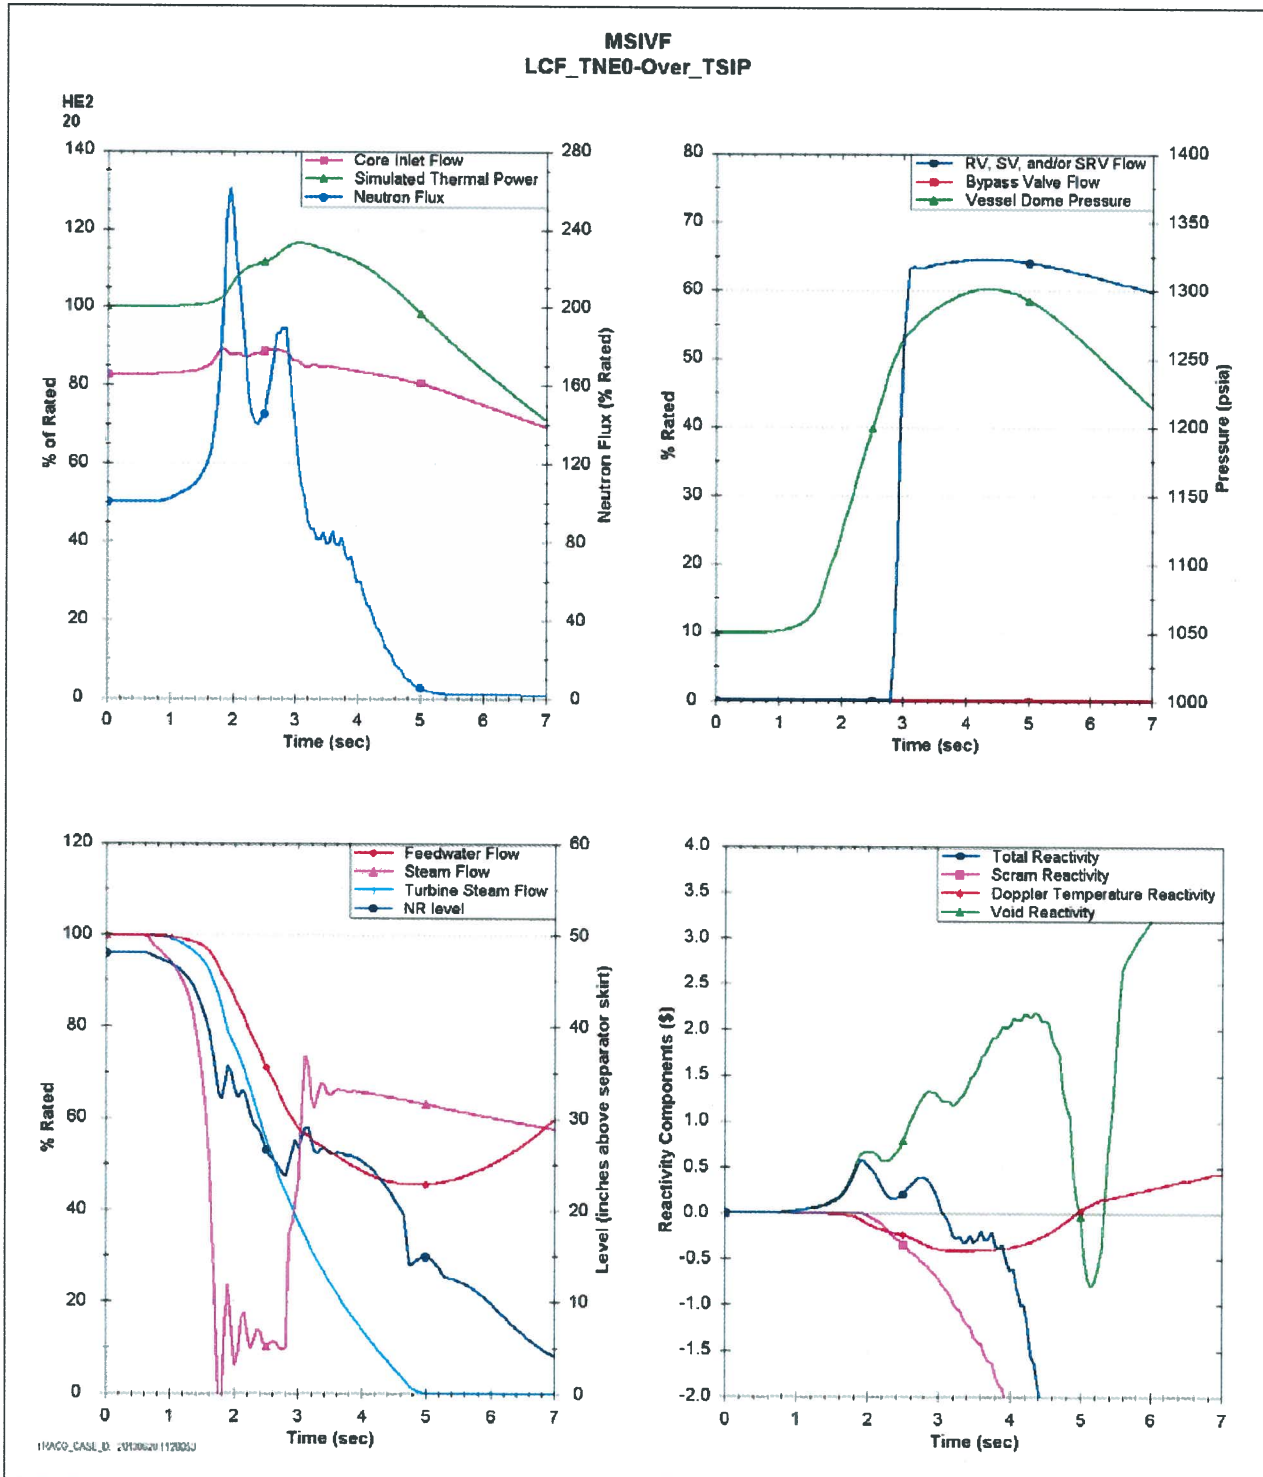 MSIVF
LCF_TNE0-Over_TSIP
HE2
20
Core Inlet Flow
Simulated Thermal Power
Neutron Flux
140
120
100
80
60
40
20
0
% of Rated
280
240
200
160
120
80
40
0
Neutron Flux (% Rated)
0 1 2 3 4 5 6 7
Time (sec)
RV, SV, and/or SRV Flow
Bypass Valve Flow
Vessel Dome Pressure
80
70
60
50
40
30
20
10
0
% Rated
1400
1350
1300
1250
1200
1150
1100
1050
1000
Pressure (psia)
0 1 2 3 4 5 6 7
Time (sec)
Feedwater Flow
Steam Flow
Turbine Steam Flow
NR level
120
100
80
60
40
20
0
% Rated
60
50
40
30
20
10
0
Level (inches above separator skirt)
0 1 2 3 4 5 6 7
Time (sec)
Total Reactivity
Scram Reactivity
Doppler Temperature Reactivity
Void Reactivity
4.0
3.5
3.0
2.5
2.0
1.5
1.0
0.5
0.0
-0.5
-1.0
-1.5
-2.0
Reactivity Components ($)
0 1 2 3 4 5 6 7
Time (sec)